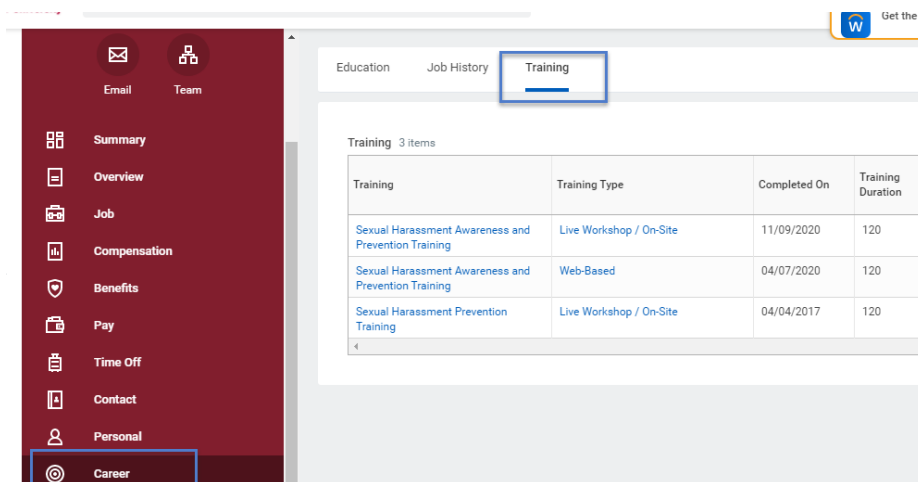 Get the
Email
Team
Summary
Overview
Job
Compensation
Benefits
Pay
Time Off
Contact
Personal
Career
Education Job History Training
Training 3 items
Training Training Type Completed On Training Duration
Sexual Harassment Awareness and Prevention Training Live Workshop / On-Site 11/09/2020 120
Sexual Harassment Awareness and Prevention Training Web-Based 04/07/2020 120
Sexual Harassment Prevention Training Live Workshop / On-Site 04/04/2017 120